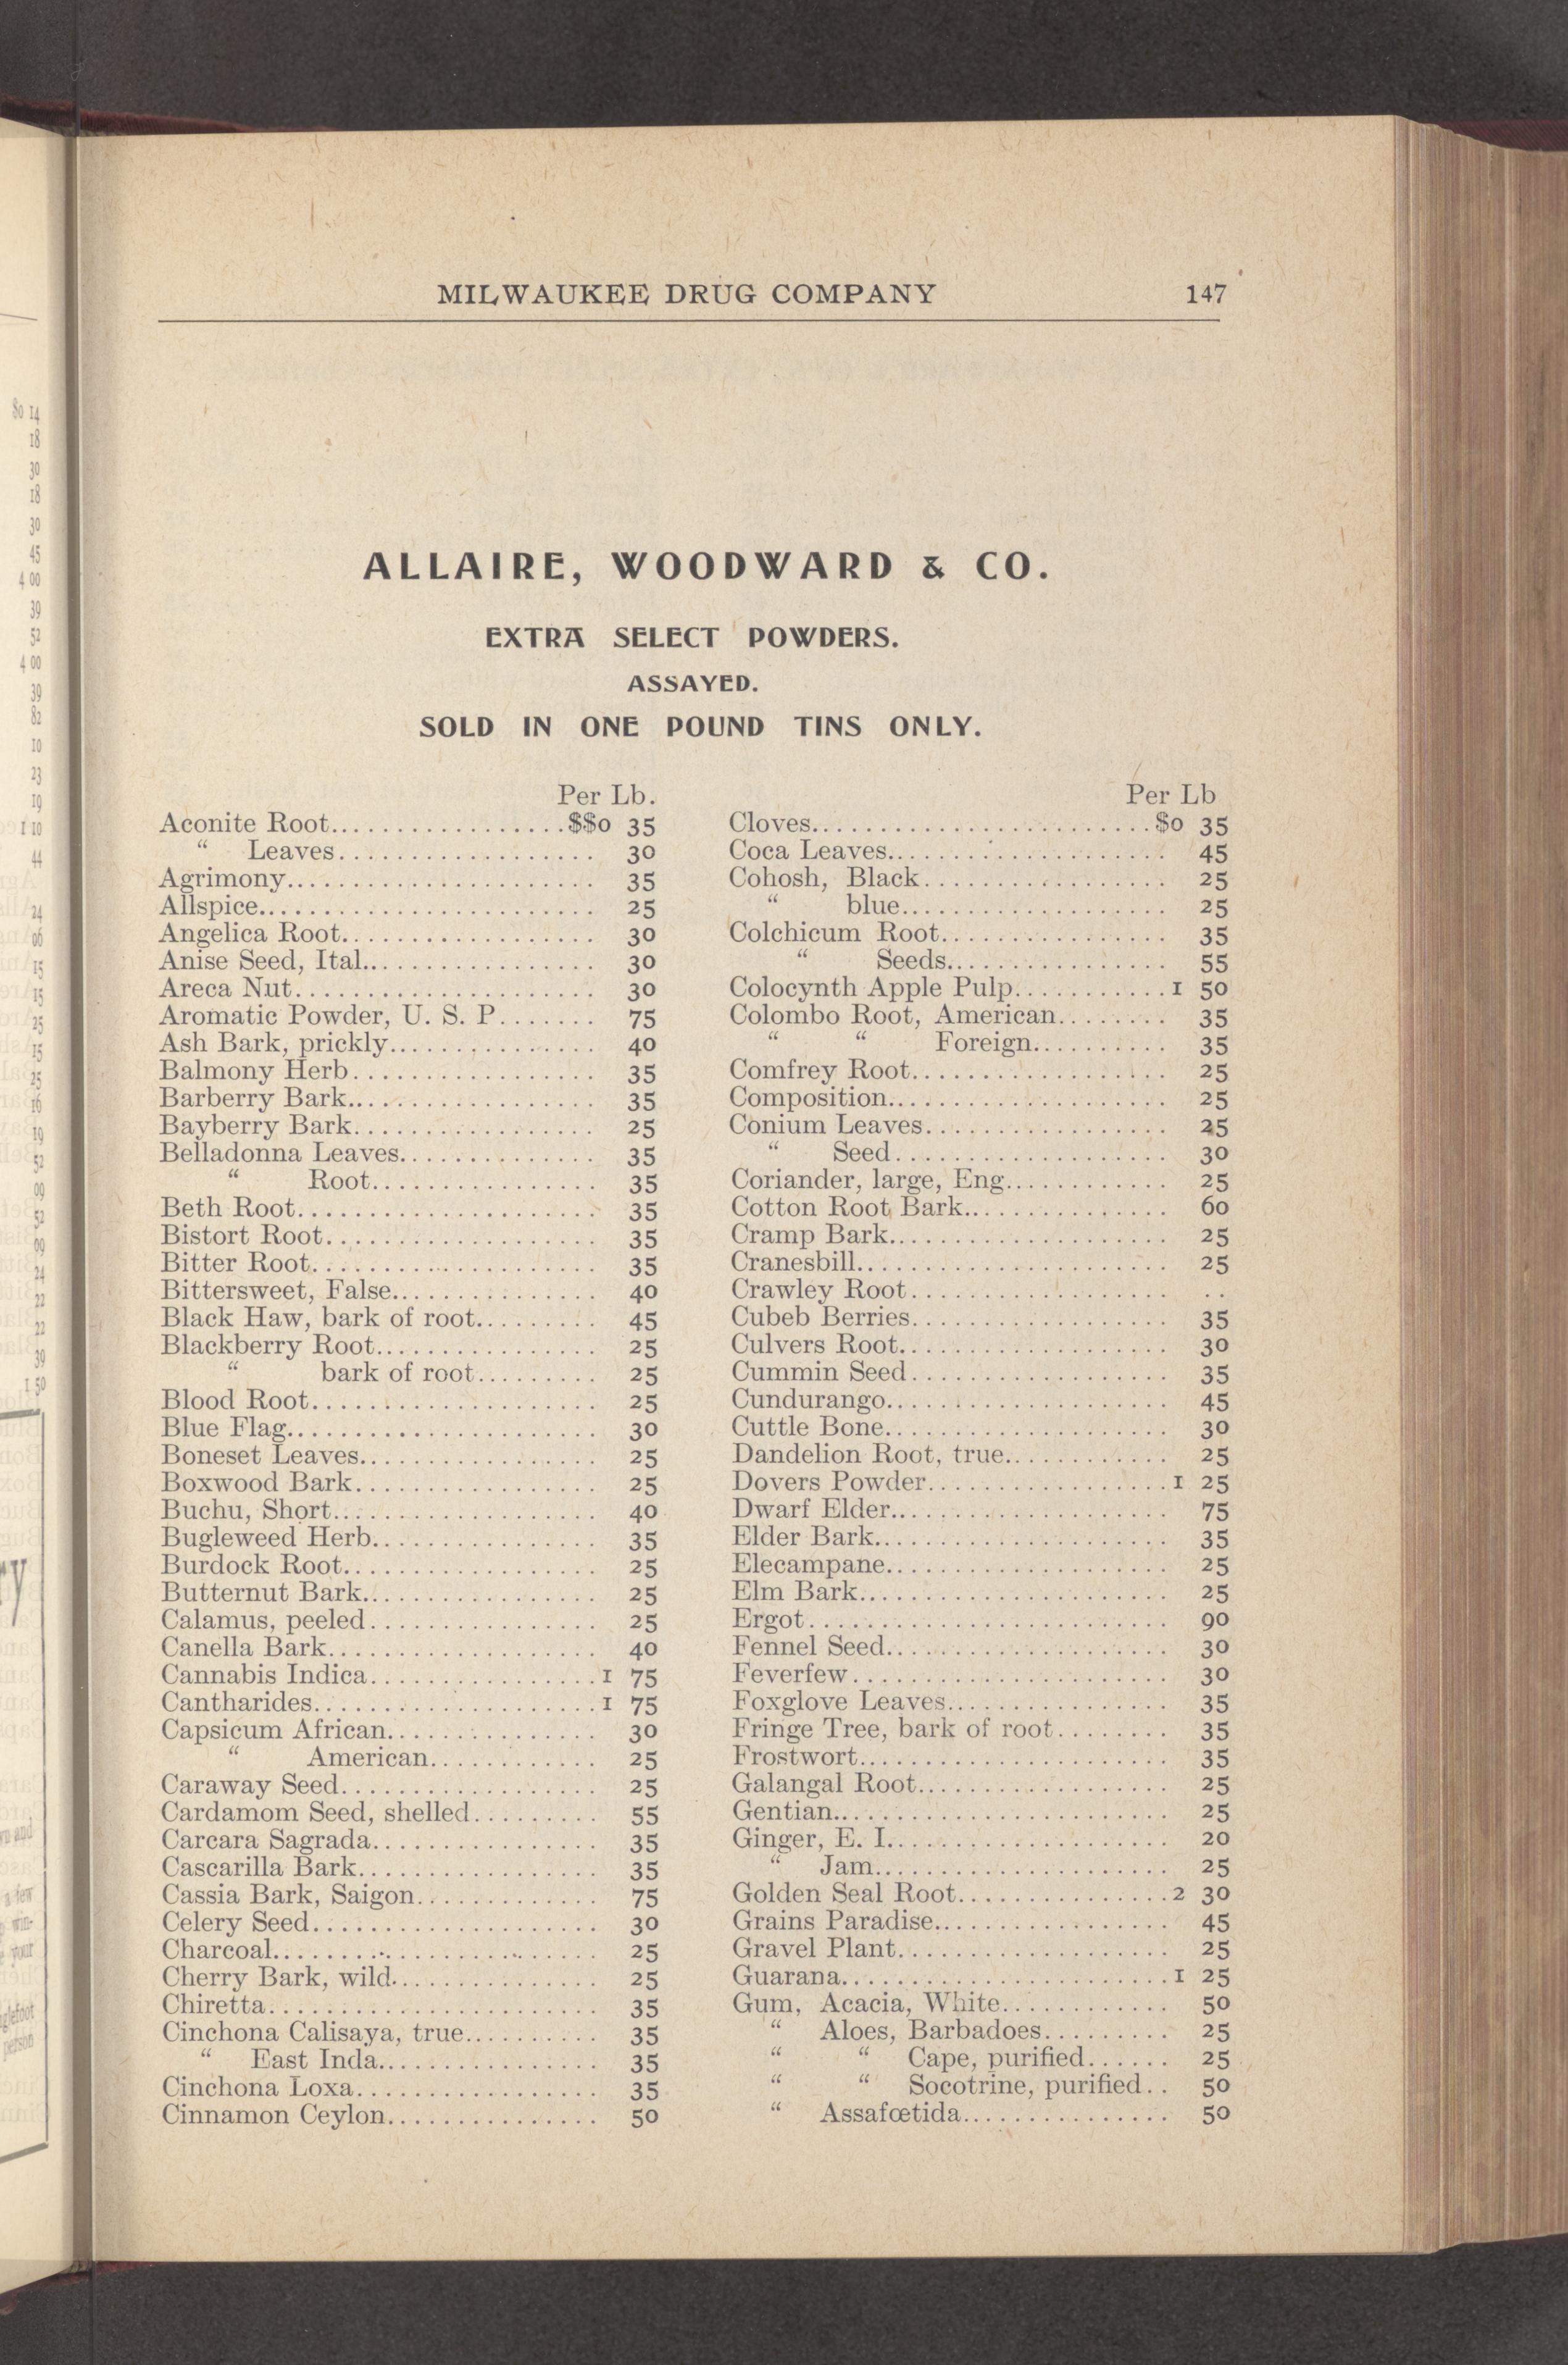 MILWAUKEE DRUG COMPANY 147
ALLAIRE, WOODWARD & CO.
EXTRA SELECT POWDERS.
ASSAYED.
SOLD IN ONE POUND TINS ONLY.
Per Lb.
Aconite Root..................$$0 35
“ Leaves................... 30
Agrimony...................... 35
Allspice......................... 25
Angelica Root................... 30
Anise Seed, Ital.................. 30
Areca Nut....................... 30
Aromatic Powder, U. S. P....... 75
Ash Bark, prickly................ 40
Balmony Herb................... 35
Barberry Bark................... 35
Bayberry Bark................... 25
Belladonna Leaves............... 35
“ Root................. 35
Beth Root....................... 35
Bistort Root..................... 35
Bitter Root...................... 35
Bittersweet, False................ 40
Black Haw, bark of root......... 45
Blackberry Root................. 25
“ bark of root......... 25
Blood Root...................... 25
Blue Flag........................ 30
Boneset Leaves.................. 25
Boxwood Bark................... 25
Buchu, Short.................... 40
Bugleweed Herb................. 35
Burdock Root................... 25
Butternut Bark.................. 25
Calamus, peeled................. 25
Canella Bark.................... 40
Cannabis Indica.................1 75
Cantharides.....................1 75
Capsicum African................ 30
“ American............. 25
Caraway Seed................... 25
Cardamom Seed, shelled......... 55
Carcara Sagrada................. 35
Cascarilla Bark.................. 35
Cassia Bark, Saigon............. 75
Celery Seed..................... 30
Charcoal........................ 25
Cherry Bark, wild............... 25
Chiretta......................... 35
Cinchona Calisaya, true.......... 35
“ East Inda................. 35
Cinchona Loxa.................. 35
Cinnamon Ceylon................ 50
Per Lb
Cloves..........................$0 35
Coca Leaves..................... 45
Cohosh, Black.................. 25
“ blue.................... 25
Colchicum Root................. 35
“ Seeds................. 55
Colocynth Apple Pulp...........1 50
Colombo Root, American........ 35
“ “ Foreign.......... 35
Comfrey Root................... 25
Composition..................... 25
Conium Leaves.................. 25
“ Seed.................... 30
Coriander, large, Eng............ 25
Cotton Root Bark................ 60
Cramp Bark..................... 25
Cranesbill....................... 25
Crawley Root.................... ..
Cubeb Berries................... 35
Culvers Root.................... 30
Cummin Seed................... 35
Cundurango..................... 45
Cuttle Bone..................... 30
Dandelion Root, true............ 25
Dovers Powder..................1 25
Dwarf Elder..................... 75
Elder Bark...................... 35
Elecampane..................... 25
Elm Bark....................... 25
Ergot........................... 90
Fennel Seed..................... 30
Feverfew........................ 30
Foxglove Leaves................. 35
Fringe Tree, bark of root........ 35
Frostwort....................... 35
Galangal Root................... 25
Gentian......................... 25
Ginger, E. I..................... 20
“ Jam...................... 25
Golden Seal Root................2 30
Grains Paradise.................. 45
Gravel Plant.................... 25
Guarana.........................1 25
Gum, Acacia, White............. 50
“ Aloes, Barbadoes......... 25
“ “ Cape, purified...... 25
“ “ Socotrine, purified.. 50
“ Assafœtida................ 50